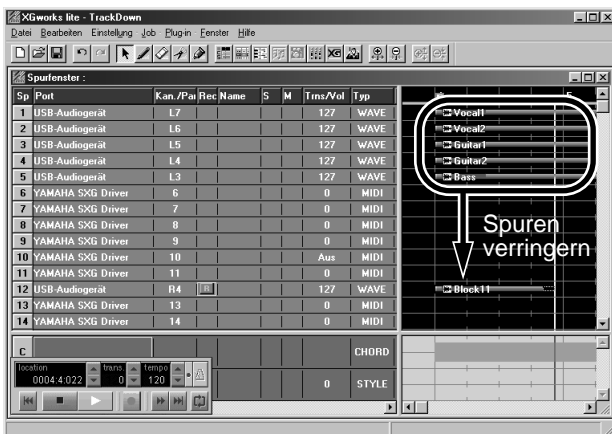 XGworks lite - TrackDown
Datei Bearbeiten Einstellung Job Plug-in Fenster Hilfe
XG
Spurfenster :
Sp Port Kan./Pai Rec Name S M Trns/Vol Typ
1 USB-Audiogerät L7 127 WAVE Vocal1
2 USB-Audiogerät L6 127 WAVE Vocal2
3 USB-Audiogerät L5 127 WAVE Guitar1
4 USB-Audiogerät L4 127 WAVE Guitar2
5 USB-Audiogerät L3 127 WAVE Bass
6 YAMAHA SXG Driver 6 0 MIDI
7 YAMAHA SXG Driver 7 0 MIDI
8 YAMAHA SXG Driver 8 0 MIDI
9 YAMAHA SXG Driver 9 0 MIDI
10 YAMAHA SXG Driver 10 Aus MIDI
11 YAMAHA SXG Driver 11 0 MIDI
12 USB-Audiogerät R4 R 127 WAVE Block11
13 YAMAHA SXG Driver 13 0 MIDI
14 YAMAHA SXG Driver 14 0 MIDI
Spuren
verringern
C CHORD
0 STYLE
location trans. tempo
0004:4:022 0 120